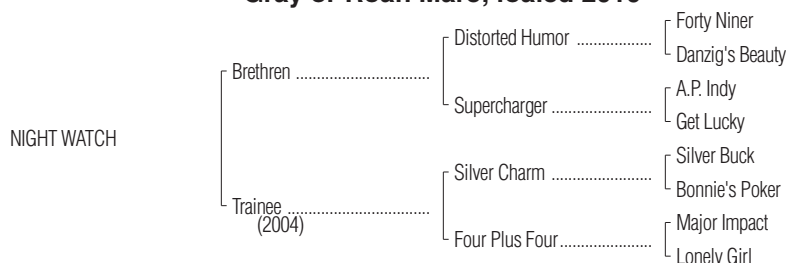 Forty Niner
Distorted Humor
Danzig's Beauty
Brethren
A.P. Indy
Supercharger
Get Lucky
NIGHT WATCH
Silver Buck
Silver Charm
Bonnie's Poker
Trainee
(2004)
Major Impact
Four Plus Four
Lonely Girl